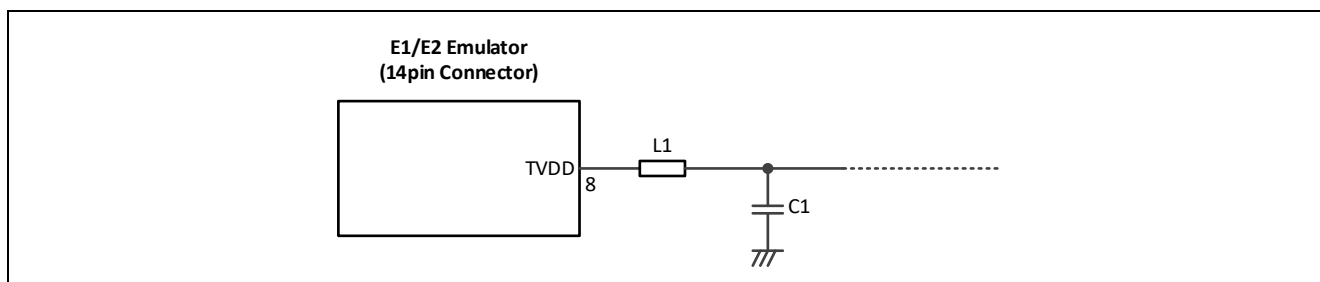 E1/E2 Emulator
(14pin Connector)
L1
TVDD
8
C1